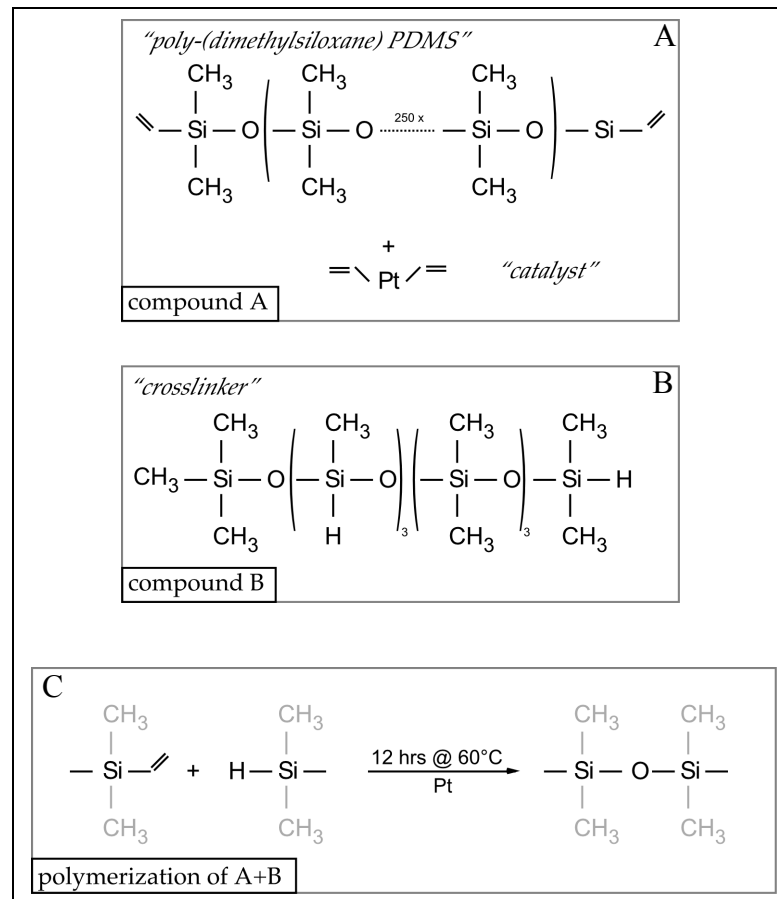 "poly-(dimethylsiloxane) PDMS" A
CH3 CH3 CH3
Si — O ( Si — O 250 x Si — O ) Si
CH3 CH3 CH3
+
Pt "catalyst"
compound A
"crosslinker" B
CH3 CH3 CH3 CH3
CH3 — Si — O ( Si — O )3 ( Si — O )3 Si — H
CH3 H CH3 CH3
compound B
C
CH3 CH3 CH3 CH3
Si + H — Si 12 hrs @ 60°C Si — O — Si
Pt
CH3 CH3 CH3 CH3
polymerization of A+B